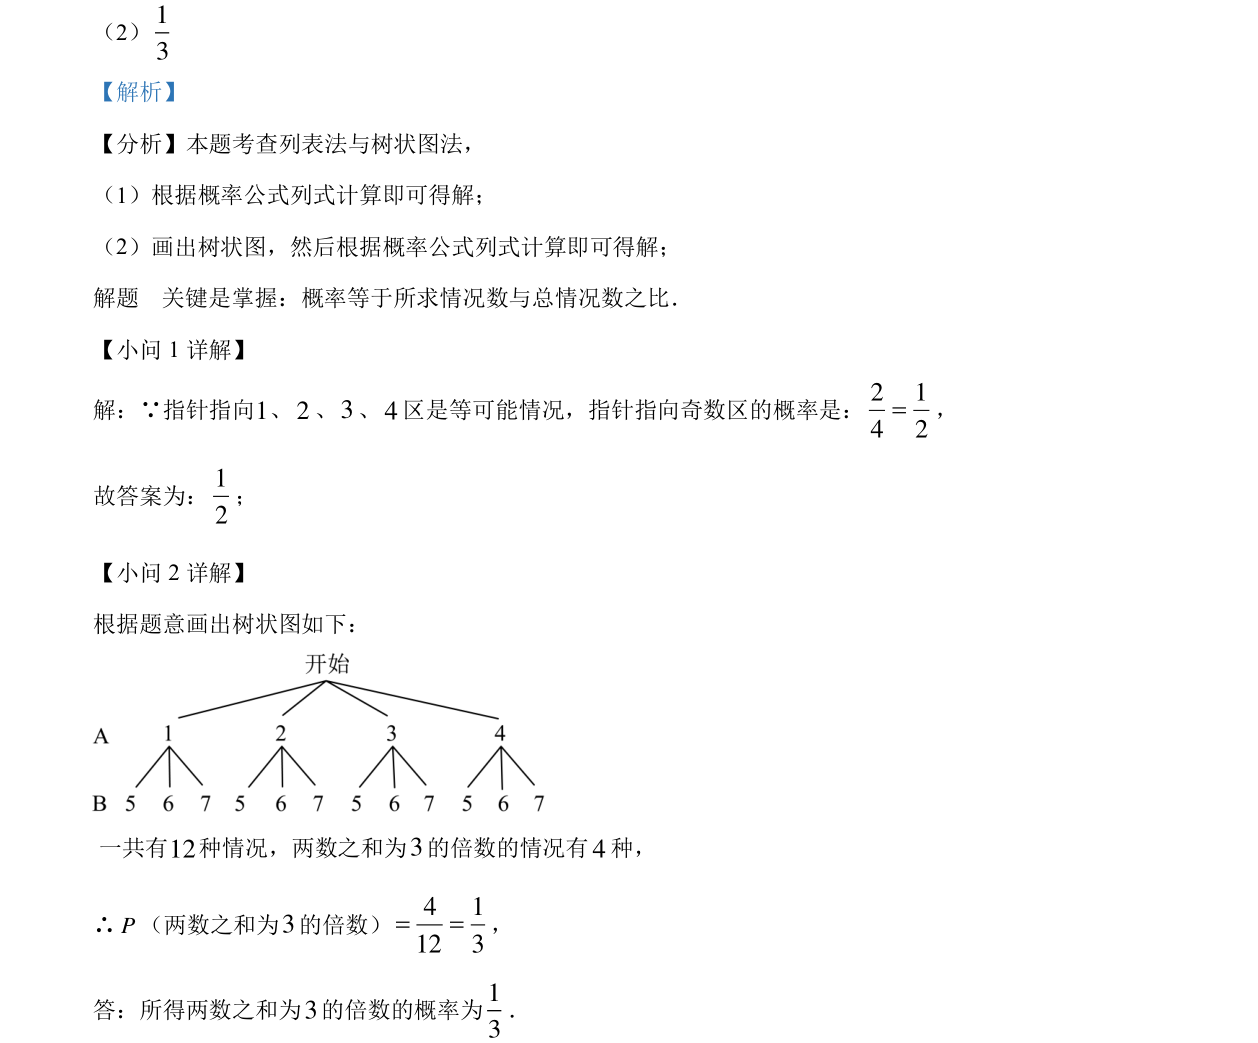 （2）1/3
【解析】
【分析】本题考查列表法与树状图法，
（1）根据概率公式列式计算即可得解；
（2）画出树状图，然后根据概率公式列式计算即可得解；
解题　关键是掌握：概率等于所求情况数与总情况数之比．
【小问 1 详解】
解：∵指针指向1、2、3、4区是等可能情况，指针指向奇数区的概率是：2/4=1/2，
故答案为：1/2；
【小问 2 详解】
根据题意画出树状图如下：
开始
A 1 2 3 4
B 5 6 7 5 6 7 5 6 7 5 6 7
一共有12种情况，两数之和为3的倍数的情况有4种，
∴P（两数之和为3的倍数）=4/12=1/3，
答：所得两数之和为3的倍数的概率为1/3．